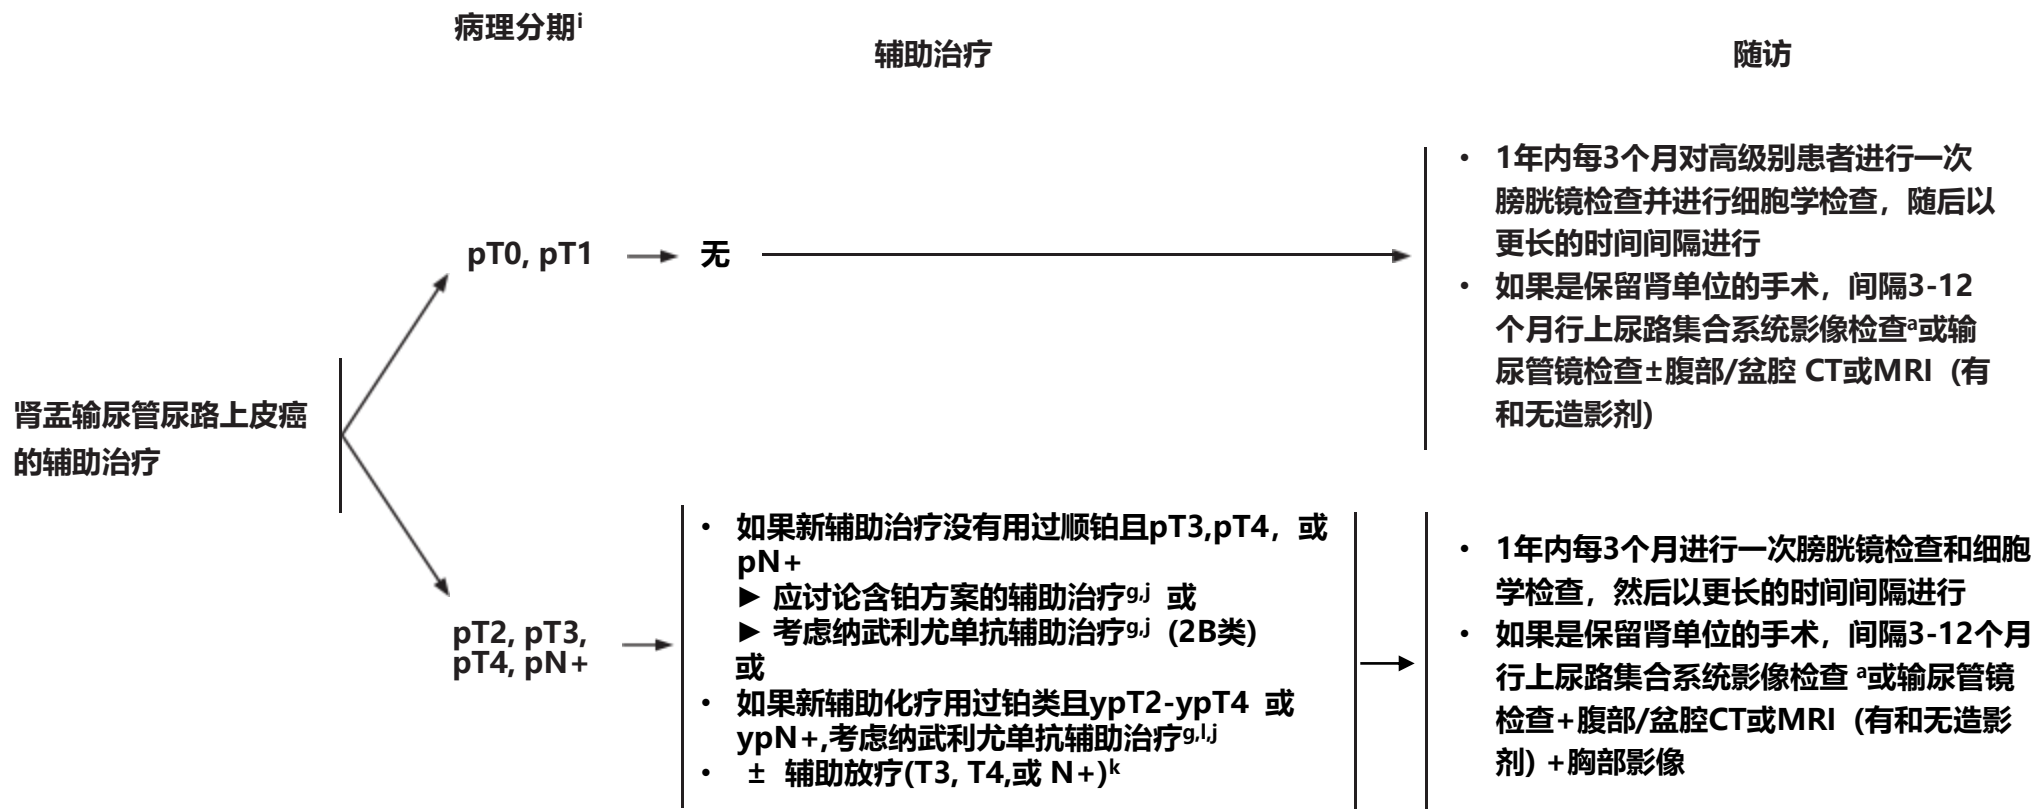 病理分期ⁱ
辅助治疗
随访
肾盂输尿管尿路上皮癌
的辅助治疗
pT0, pT1
无
• 1年内每3个月对高级别患者进行一次
膀胱镜检查并进行细胞学检查，随后以
更长的时间间隔进行
• 如果是保留肾单位的手术，间隔3-12
个月行上尿路集合系统影像检查ᵃ或输
尿管镜检查±腹部/盆腔 CT或MRI（有
和无造影剂）
pT2, pT3,
pT4, pN+
• 如果新辅助治疗没有用过顺铂且pT3,pT4，或
pN+
► 应讨论含铂方案的辅助治疗ᵍ,ʲ 或
► 考虑纳武利尤单抗辅助治疗ᵍ,ʲ（2B类）
或
• 如果新辅助化疗用过铂类且ypT2-ypT4 或
ypN+,考虑纳武利尤单抗辅助治疗ᵍ,ˡ,ʲ
• ± 辅助放疗(T3, T4,或 N+)ᵏ
• 1年内每3个月进行一次膀胱镜检查和细胞
学检查，然后以更长的时间间隔进行
• 如果是保留肾单位的手术，间隔3-12个月
行上尿路集合系统影像检查 ᵃ或输尿管镜
检查+腹部/盆腔CT或MRI（有和无造影
剂）+胸部影像